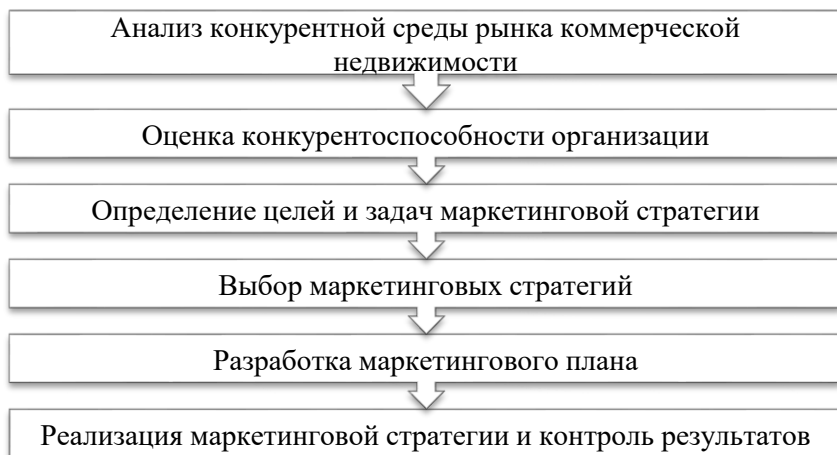 Анализ конкурентной среды рынка коммерческой
недвижимости
Оценка конкурентоспособности организации
Определение целей и задач маркетинговой стратегии
Выбор маркетинговых стратегий
Разработка маркетингового плана
Реализация маркетинговой стратегии и контроль результатов